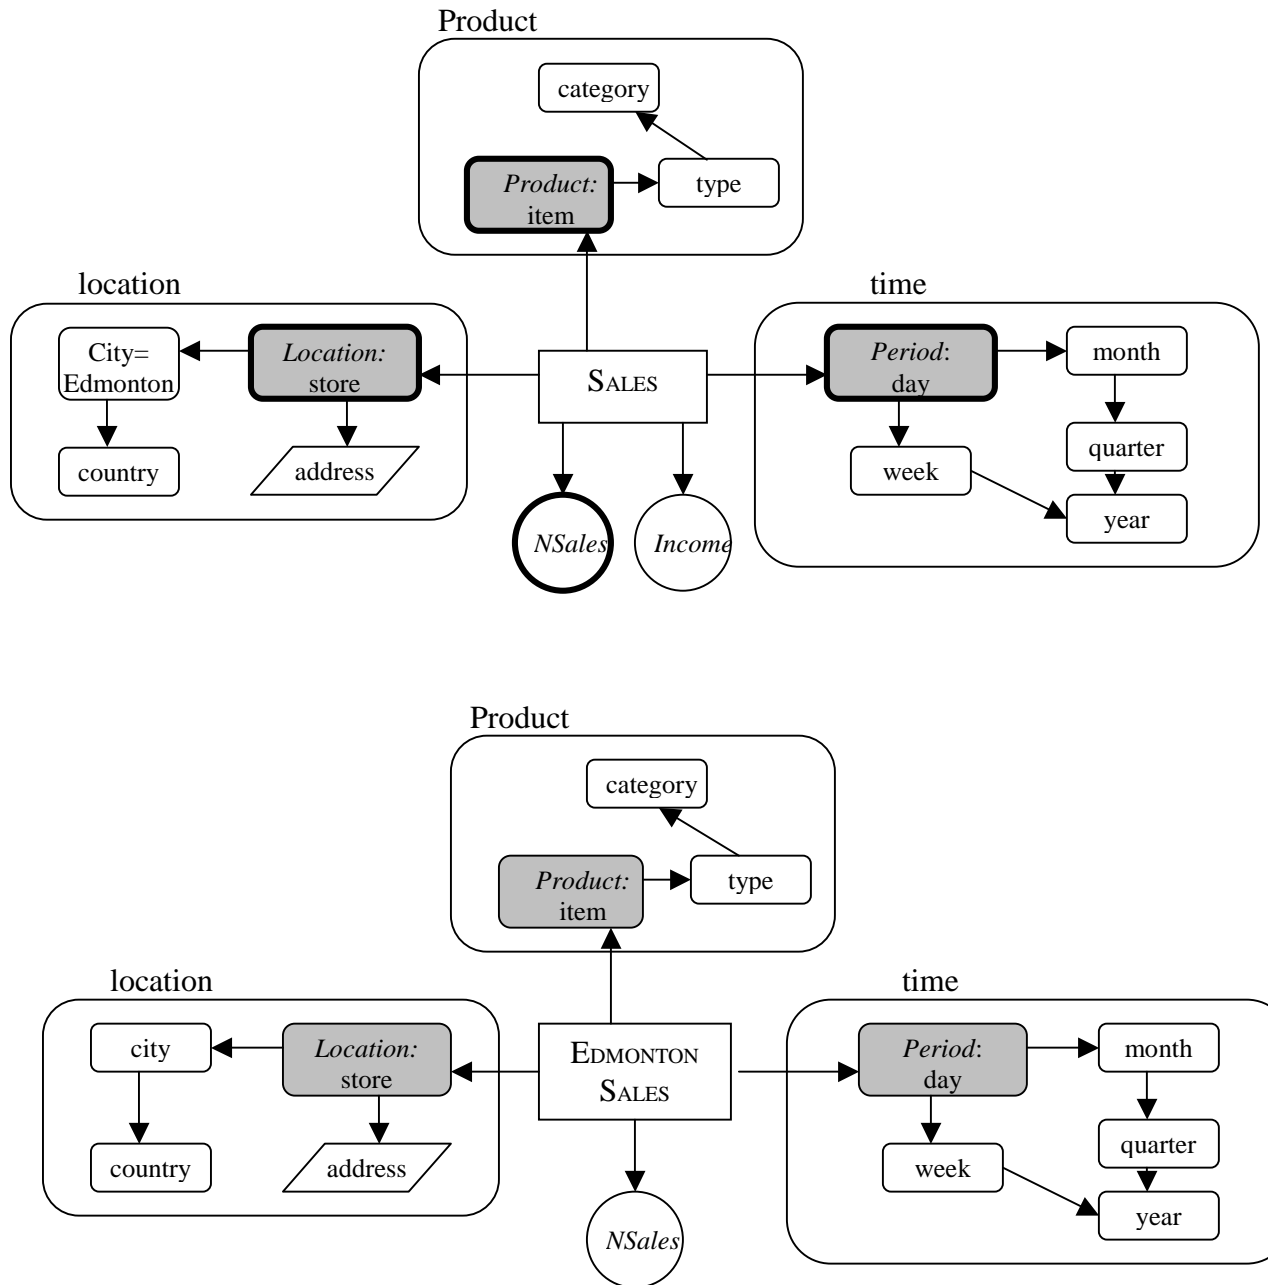 Product
category
Product:
item
type
location
time
City=
Edmonton
Location:
store
SALES
Period:
day
month
country
address
week
quarter
year
NSales
Income
Product
category
Product:
item
type
location
time
city
Location:
store
EDMONTON
SALES
Period:
day
month
country
address
week
quarter
year
NSales